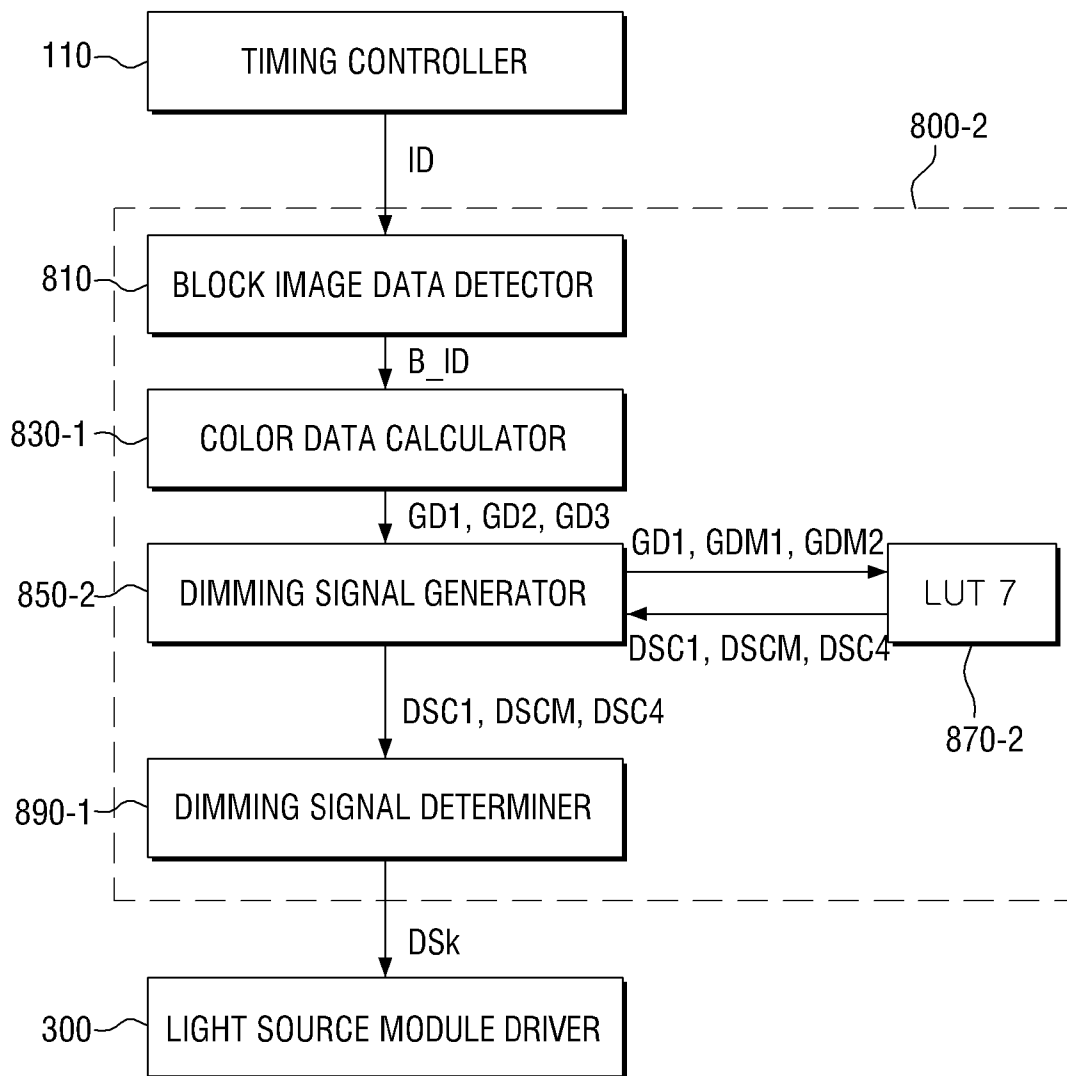 110
TIMING CONTROLLER
800-2
ID
810
BLOCK IMAGE DATA DETECTOR
B_ID
830-1
COLOR DATA CALCULATOR
GD1, GD2, GD3
GD1, GDM1, GDM2
850-2
DIMMING SIGNAL GENERATOR
LUT 7
DSC1, DSCM, DSC4
DSC1, DSCM, DSC4
870-2
890-1
DIMMING SIGNAL DETERMINER
DSk
300
LIGHT SOURCE MODULE DRIVER